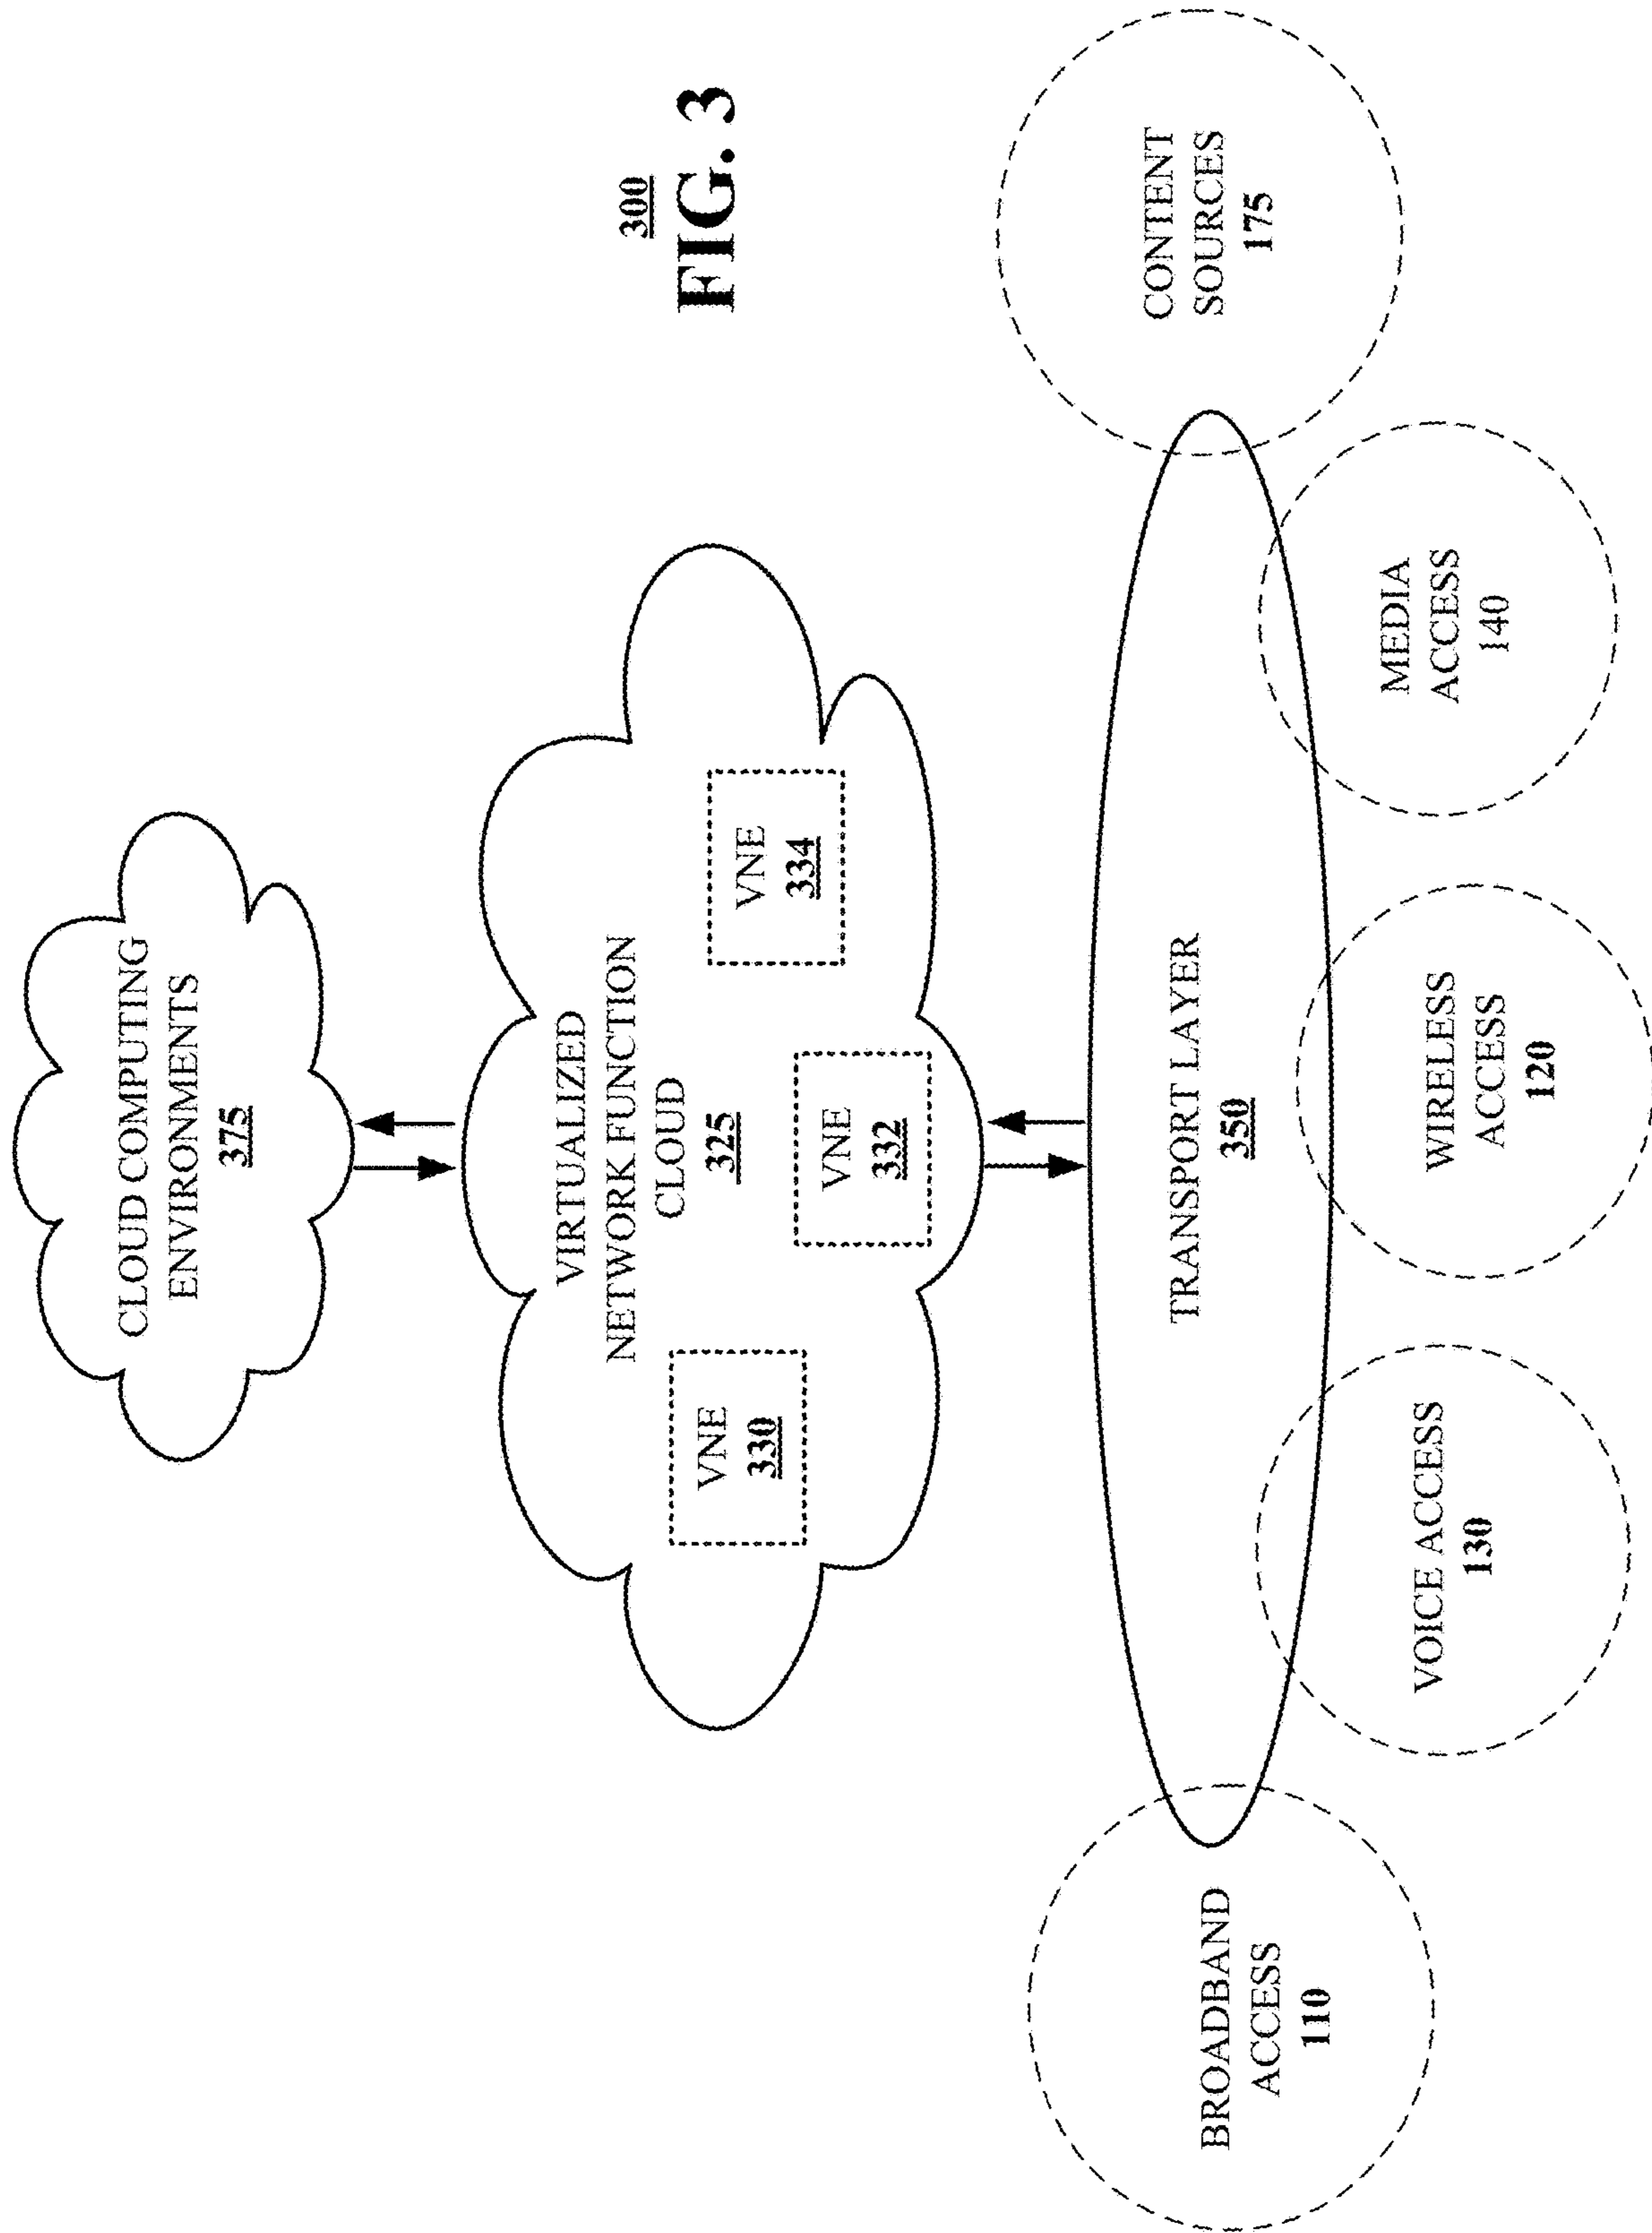 CLOUD COMPUTING
ENVIRONMENTS
375
VIRTUALIZED
NETWORK FUNCTION
CLOUD
325
VNE
330
VNE
332
VNE
334
300
FIG. 3
TRANSPORT LAYER
350
BROADBAND
ACCESS
110
VOICE ACCESS
130
WIRELESS
ACCESS
120
MEDIA
ACCESS
140
CONTENT
SOURCES
175